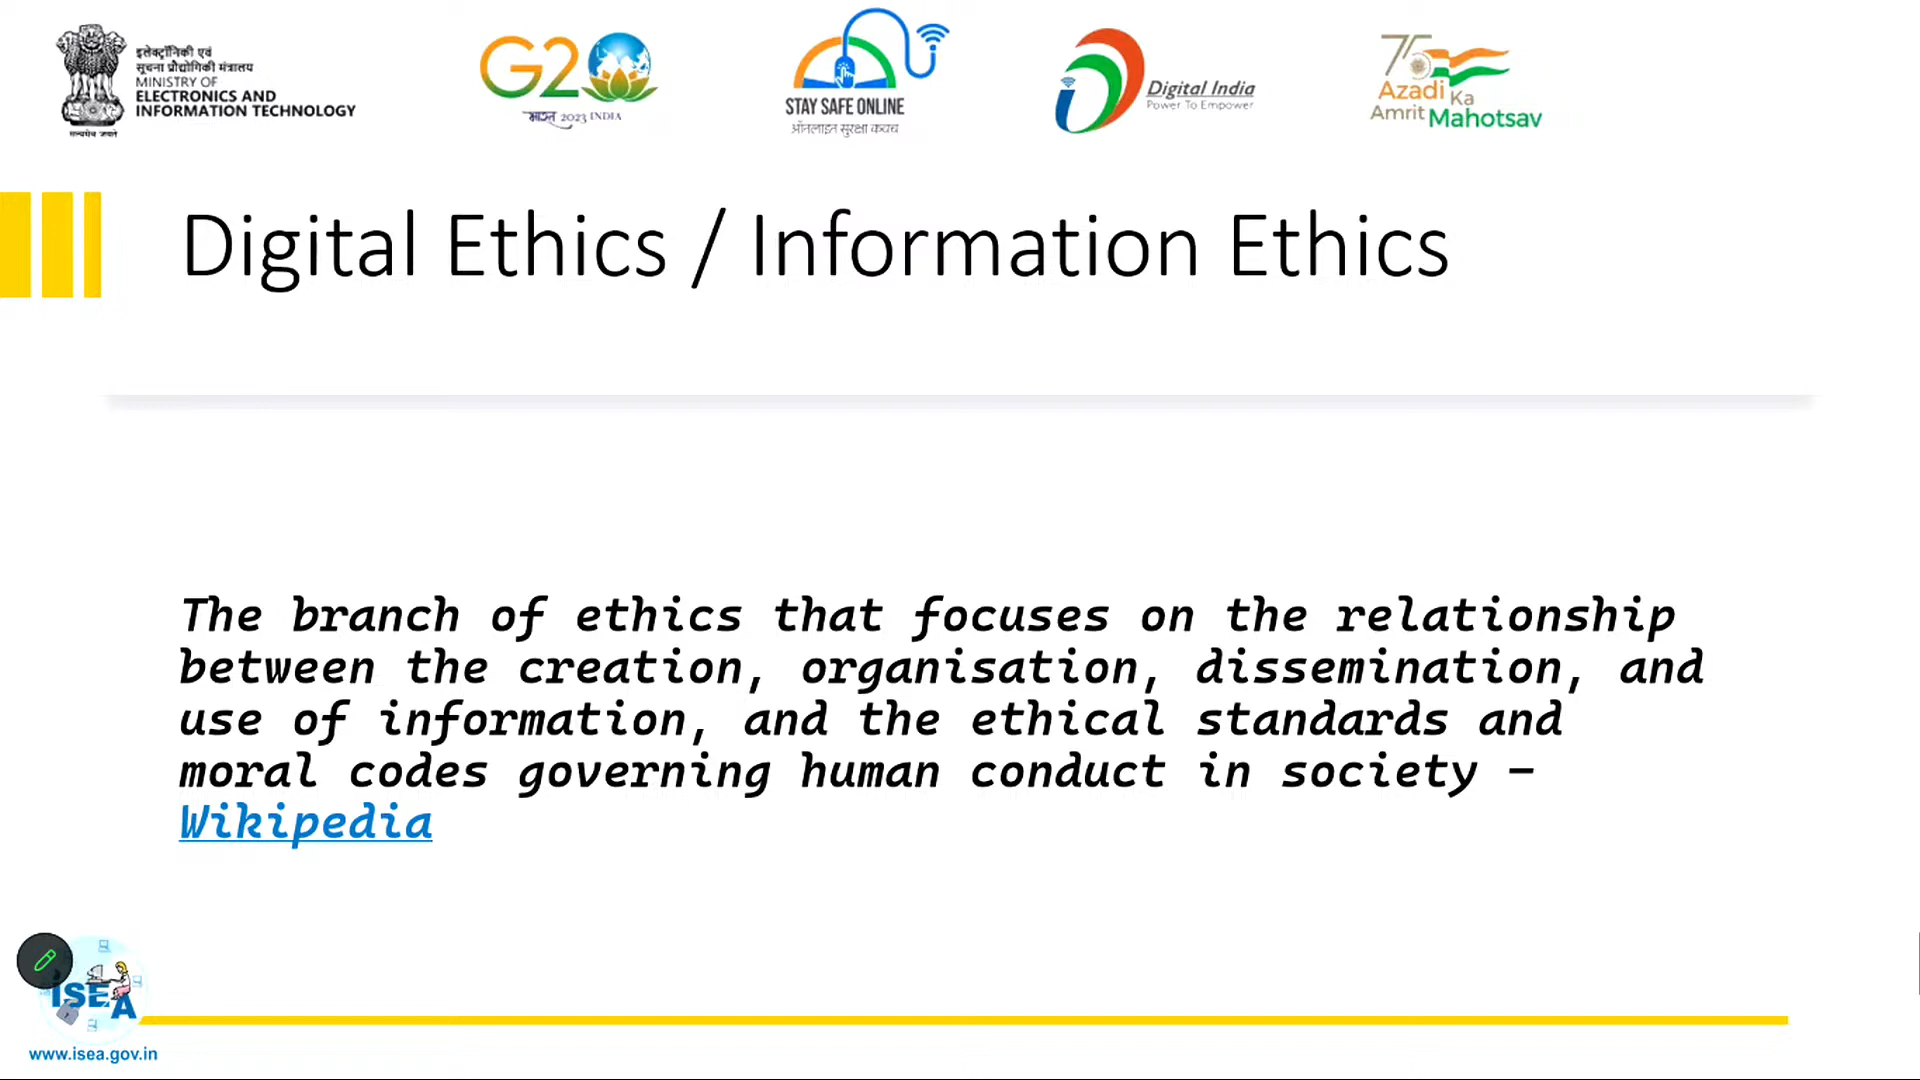 इलेक्ट्रॉनिकी एवं
सूचना प्रौद्योगिकी मंत्रालय
MINISTRY OF
ELECTRONICS AND
INFORMATION TECHNOLOGY
सत्यमेव जयते
G20
भारत 2023 INDIA
STAY SAFE ONLINE
ऑनलाइन सुरक्षा कवच
Digital India
Power To Empower
75
Azadi Ka
Amrit Mahotsav
Digital Ethics / Information Ethics
The branch of ethics that focuses on the relationship
between the creation, organisation, dissemination, and
use of information, and the ethical standards and
moral codes governing human conduct in society –
Wikipedia
ISEA
www.isea.gov.in